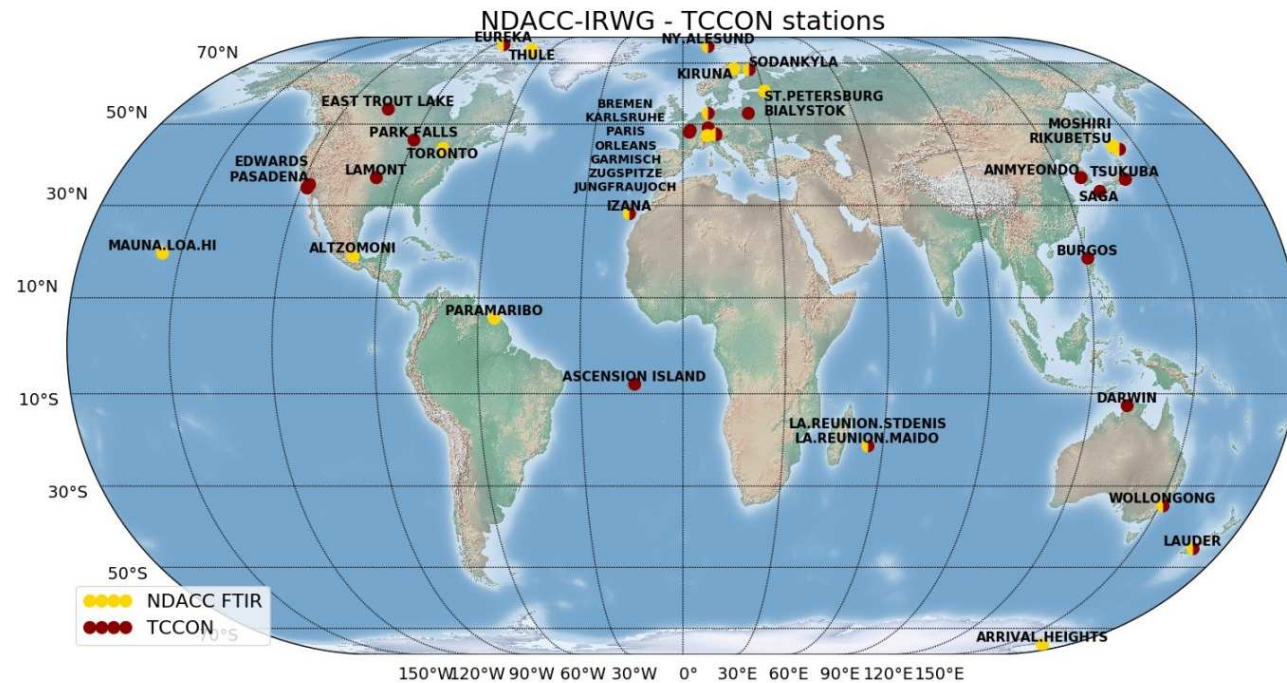 NDACC-IRWG - TCCON stations
70°N
50°N
30°N
10°N
10°S
30°S
50°S
70°S
EUREKA
THULE
NY.ALESUND
KIRUNA
SODANKYLA
ST.PETERSBURG
BIALYSTOK
EAST TROUT LAKE
PARK FALLS
TORONTO
EDWARDS
PASADENA
LAMONT
BREMEN
KARLSRUHE
PARIS
ORLEANS
GARMISCH
ZUGSPITZE
JUNGFRAUJOCH
IZANA
MOSHIRI
RIKUBETSU
ANMYEONDO
TSUKUBA
SAGA
MAUNA.LOA.HI
ALTZOMONI
BURGOS
PARAMARIBO
ASCENSION ISLAND
DARWIN
LA.REUNION.STDENIS
LA.REUNION.MAIDO
WOLLONGONG
LAUDER
ARRIVAL.HEIGHTS
NDACC FTIR
TCCON
150°W 120°W 90°W 60°W 30°W 0° 30°E 60°E 90°E 120°E 150°E